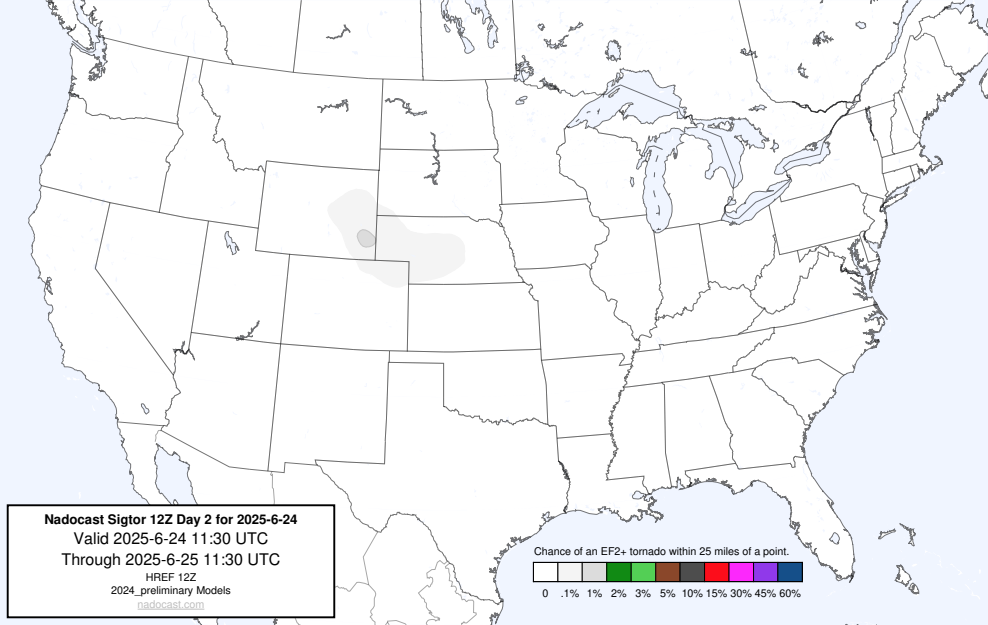 Nadocast Sigtor 12Z Day 2 for 2025-6-24
Valid 2025-6-24 11:30 UTC
Through 2025-6-25 11:30 UTC
HREF 12Z
2024_preliminary Models
nadocast.com
Chance of an EF2+ tornado within 25 miles of a point.
0 .1% 1% 2% 3% 5% 10% 15% 30% 45% 60%